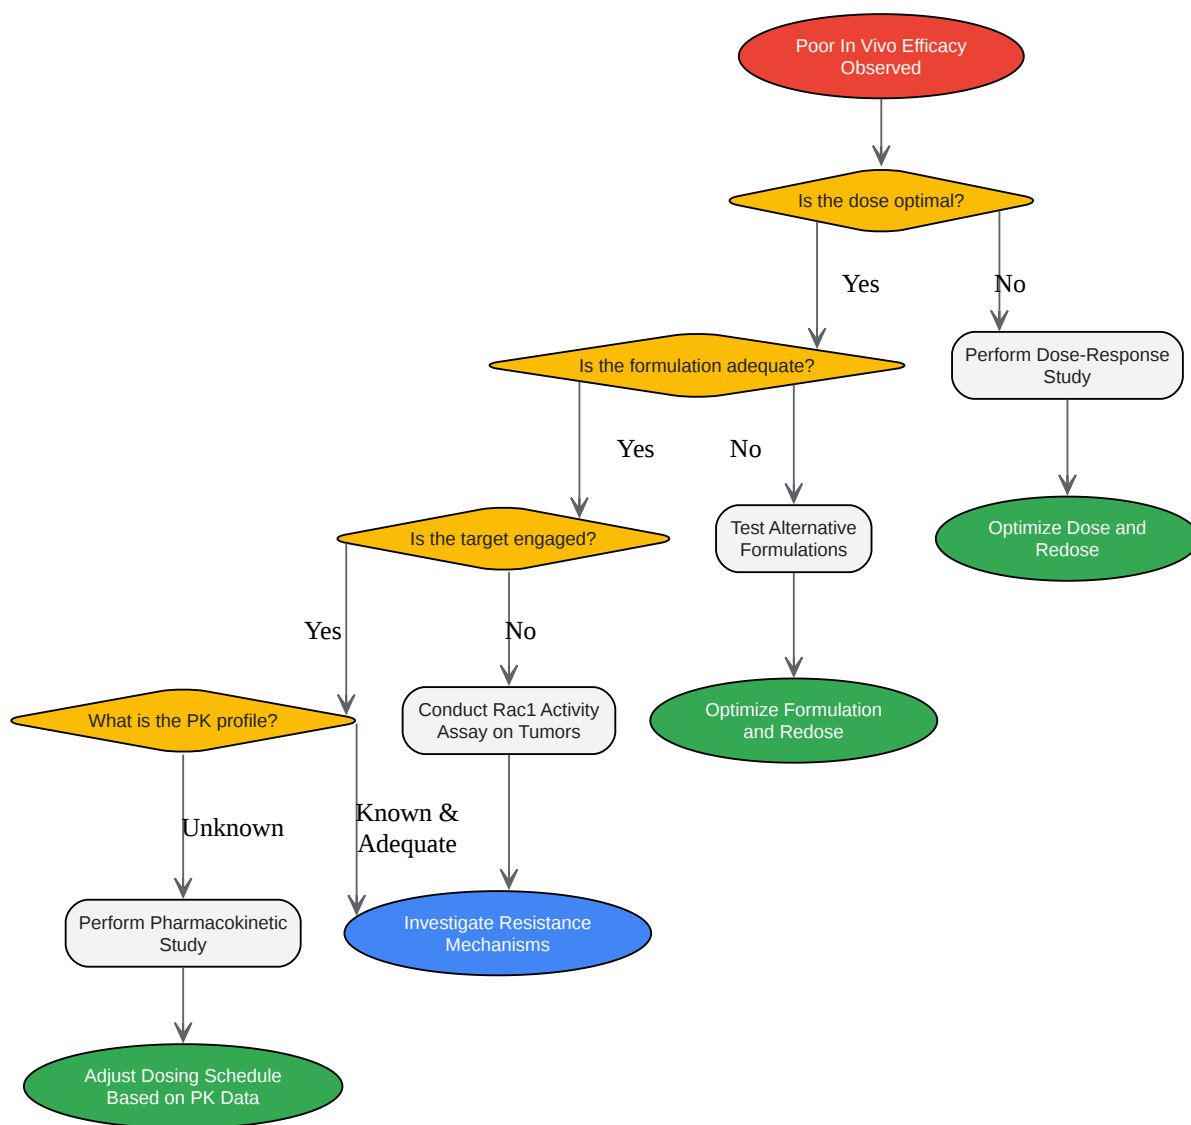 Poor In Vivo Efficacy
Observed
Is the dose optimal?
Yes
No
Is the formulation adequate?
Perform Dose-Response
Study
Yes
No
Is the target engaged?
Test Alternative
Formulations
Optimize Dose and
Redose
Yes
No
What is the PK profile?
Conduct Rac1 Activity
Assay on Tumors
Optimize Formulation
and Redose
Unknown
Known &
Adequate
Perform Pharmacokinetic
Study
Investigate Resistance
Mechanisms
Adjust Dosing Schedule
Based on PK Data